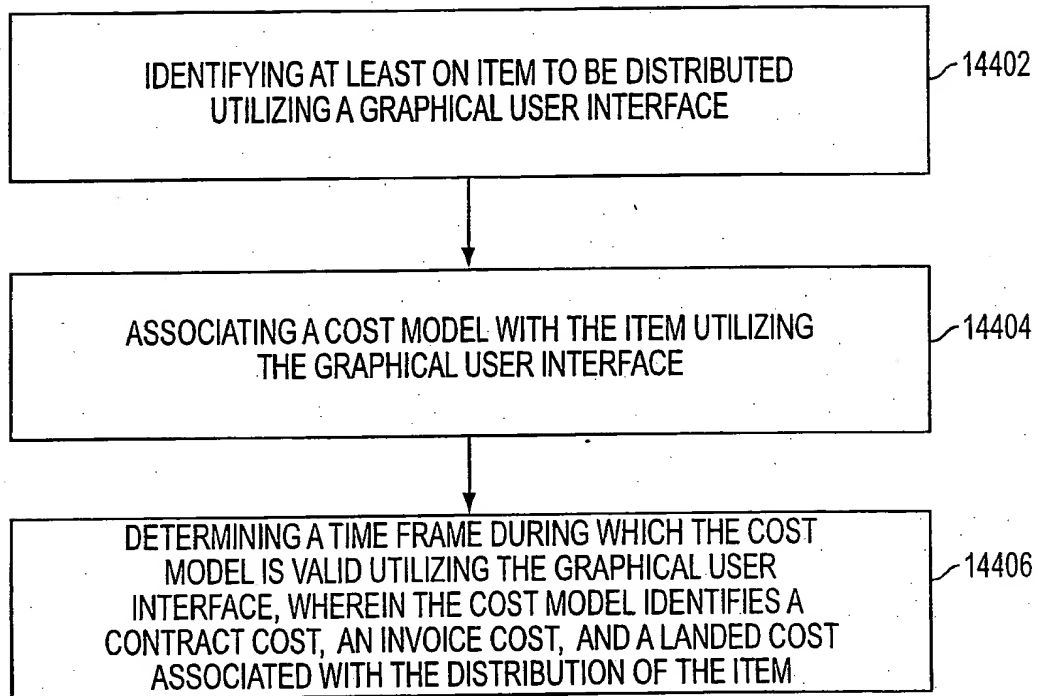 IDENTIFYING AT LEAST ON ITEM TO BE DISTRIBUTED
UTILIZING A GRAPHICAL USER INTERFACE
14402
ASSOCIATING A COST MODEL WITH THE ITEM UTILIZING
THE GRAPHICAL USER INTERFACE
14404
DETERMINING A TIME FRAME DURING WHICH THE COST
MODEL IS VALID UTILIZING THE GRAPHICAL USER
INTERFACE, WHEREIN THE COST MODEL IDENTIFIES A
CONTRACT COST, AN INVOICE COST, AND A LANDED COST
ASSOCIATED WITH THE DISTRIBUTION OF THE ITEM
14406